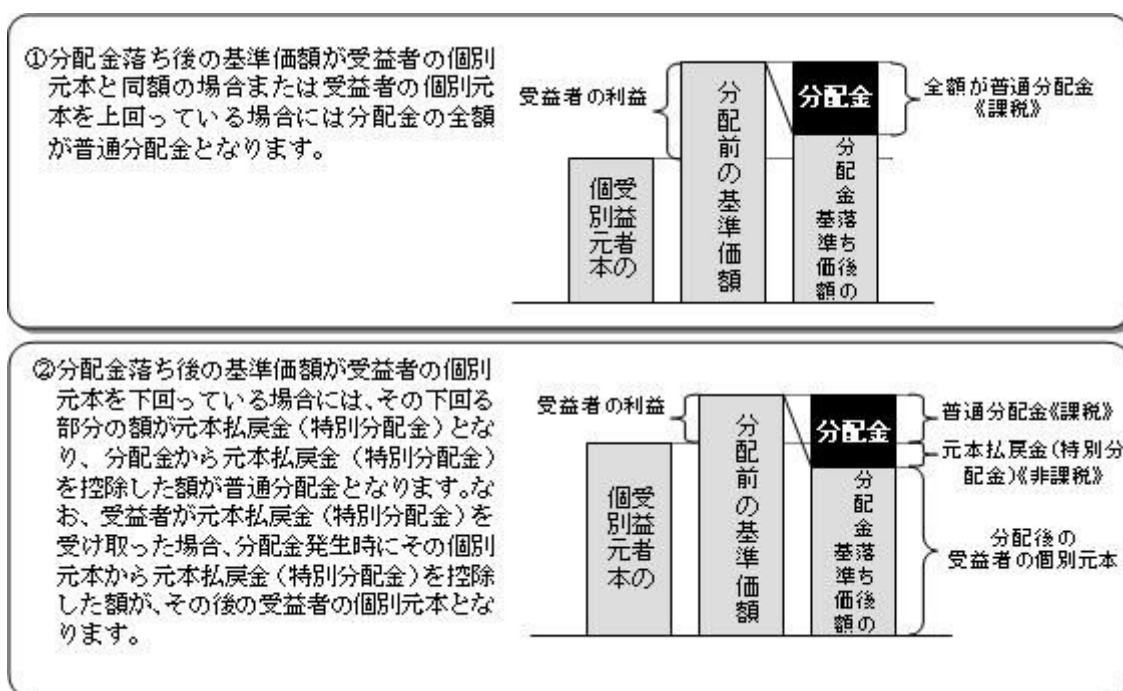 ①分配金落ち後の基準価額が受益者の個別
元本と同額の場合または受益者の個別元
本を上回っている場合には分配金の全額
が普通分配金となります。
受益者の利益
受益者の
個別元本
分配前の基準価額
分配金
分配金落ち後の
基準価額
全額が普通分配金
《課税》
②分配金落ち後の基準価額が受益者の個別
元本を下回っている場合には、その下回る
部分の額が元本払戻金(特別分配金)とな
り、分配金から元本払戻金(特別分配金)
を控除した額が普通分配金となります。な
お、受益者が元本払戻金(特別分配金)を
受け取った場合、分配金発生時にその個別
元本から元本払戻金(特別分配金)を控除
した額が、その後の受益者の個別元本とな
ります。
受益者の利益
受益者の
個別元本
分配前の基準価額
分配金
分配金落ち後の
基準価額
普通分配金《課税》
元本払戻金(特別分
配金)《非課税》
分配後の
受益者の個別元本